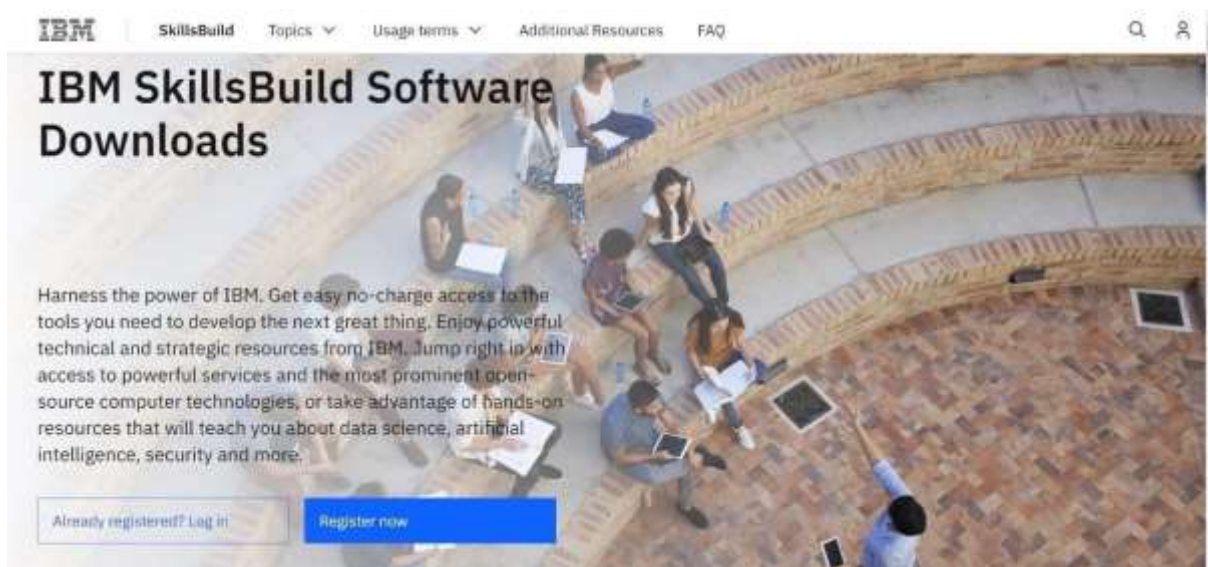 IBM SkillsBuild Topics Usage terms Additional Resources FAQ
IBM SkillsBuild Software
Downloads
Harness the power of IBM. Get easy no-charge access to the
tools you need to develop the next great thing. Enjoy powerful
technical and strategic resources from IBM. Jump right in with
access to powerful services and the most prominent open-
source computer technologies, or take advantage of hands-on
resources that will teach you about data science, artificial
intelligence, security and more.
Already registered? Log in Register now